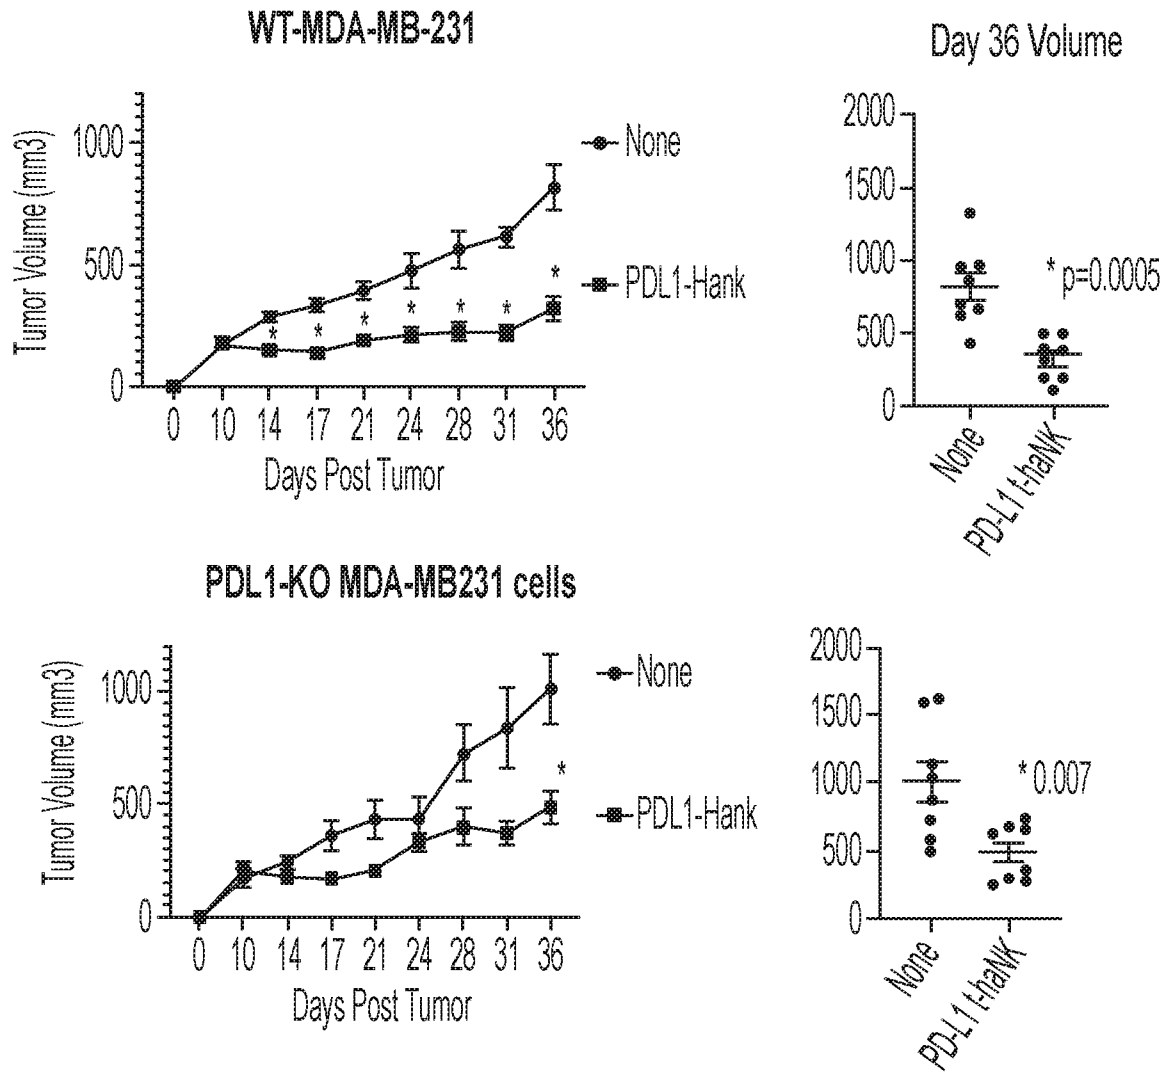 WT-MDA-MB-231
Tumor Volume (mm3)
1000
500
0
0 10 14 17 21 24 28 31 36
Days Post Tumor
* * * * * * * *
None
PDL1-Hank
Day 36 Volume
2000
1500
1000
500
0
* p=0.0005
None
PD-L1 t-haNK
PDL1-KO MDA-MB231 cells
Tumor Volume (mm3)
1000
500
0
0 10 14 17 21 24 28 31 36
Days Post Tumor
*
None
PDL1-Hank
2000
1500
1000
500
0
* 0.007
None
PD-L1 t-haNK